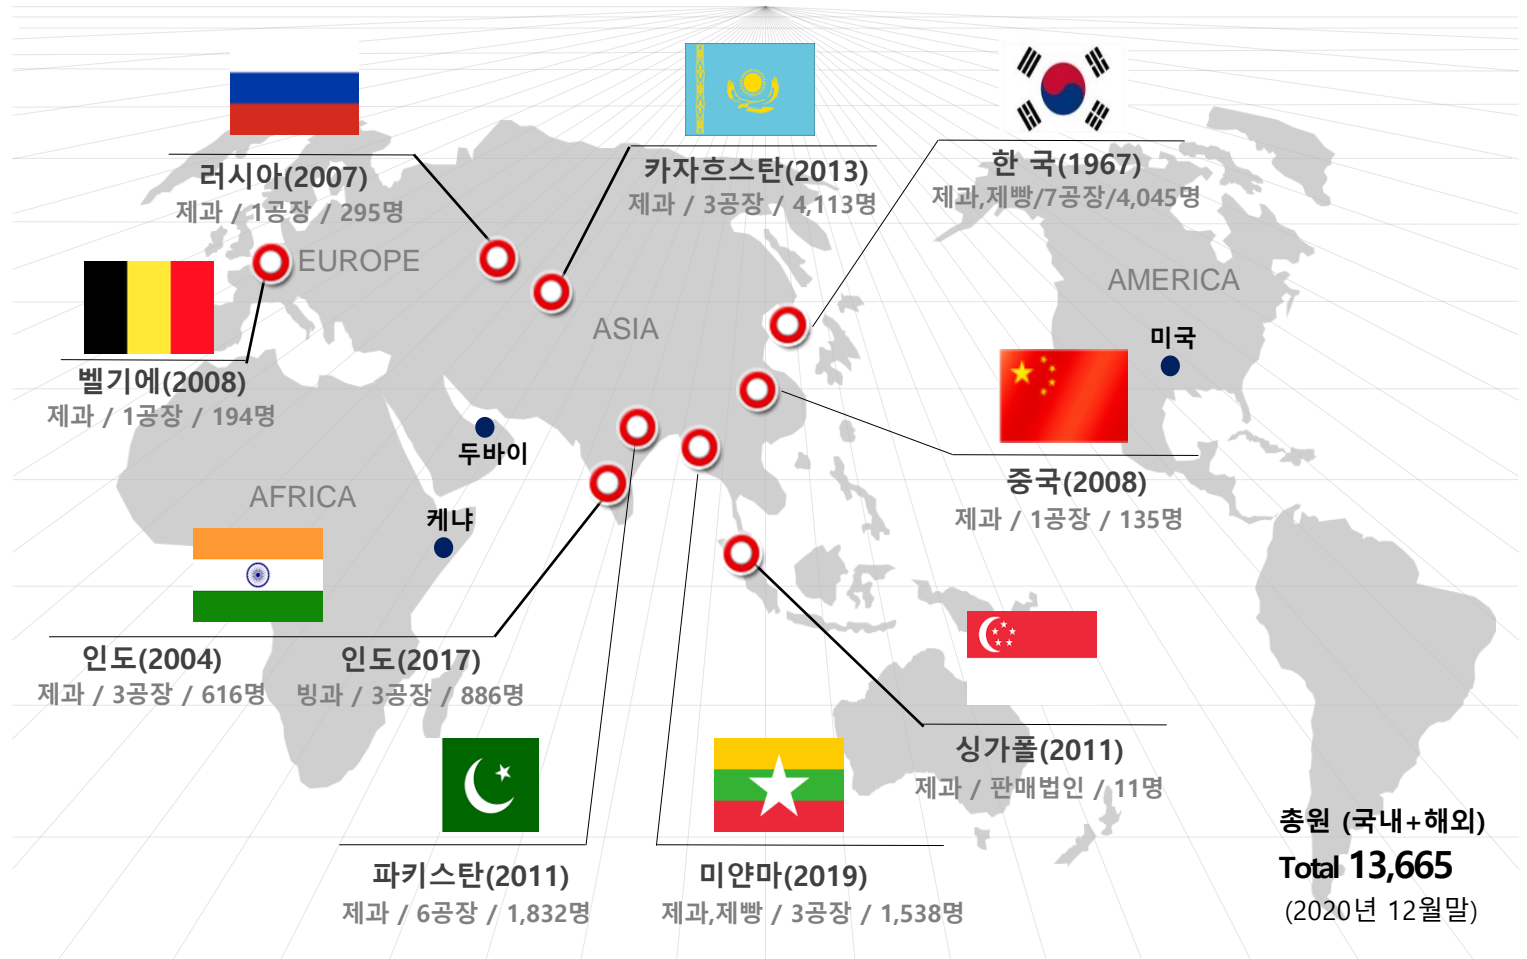 러시아(2007)
제과 / 1공장 / 295명
카자흐스탄(2013)
제과 / 3공장 / 4,113명
한 국(1967)
제과,제빵/7공장/4,045명
EUROPE
AMERICA
ASIA
미국
벨기에(2008)
제과 / 1공장 / 194명
두바이
중국(2008)
제과 / 1공장 / 135명
AFRICA
케냐
인도(2004)
제과 / 3공장 / 616명
인도(2017)
빙과 / 3공장 / 886명
싱가폴(2011)
제과 / 판매법인 / 11명
파키스탄(2011)
제과 / 6공장 / 1,832명
미얀마(2019)
제과,제빵 / 3공장 / 1,538명
총원 (국내+해외)
Total 13,665
(2020년 12월말)